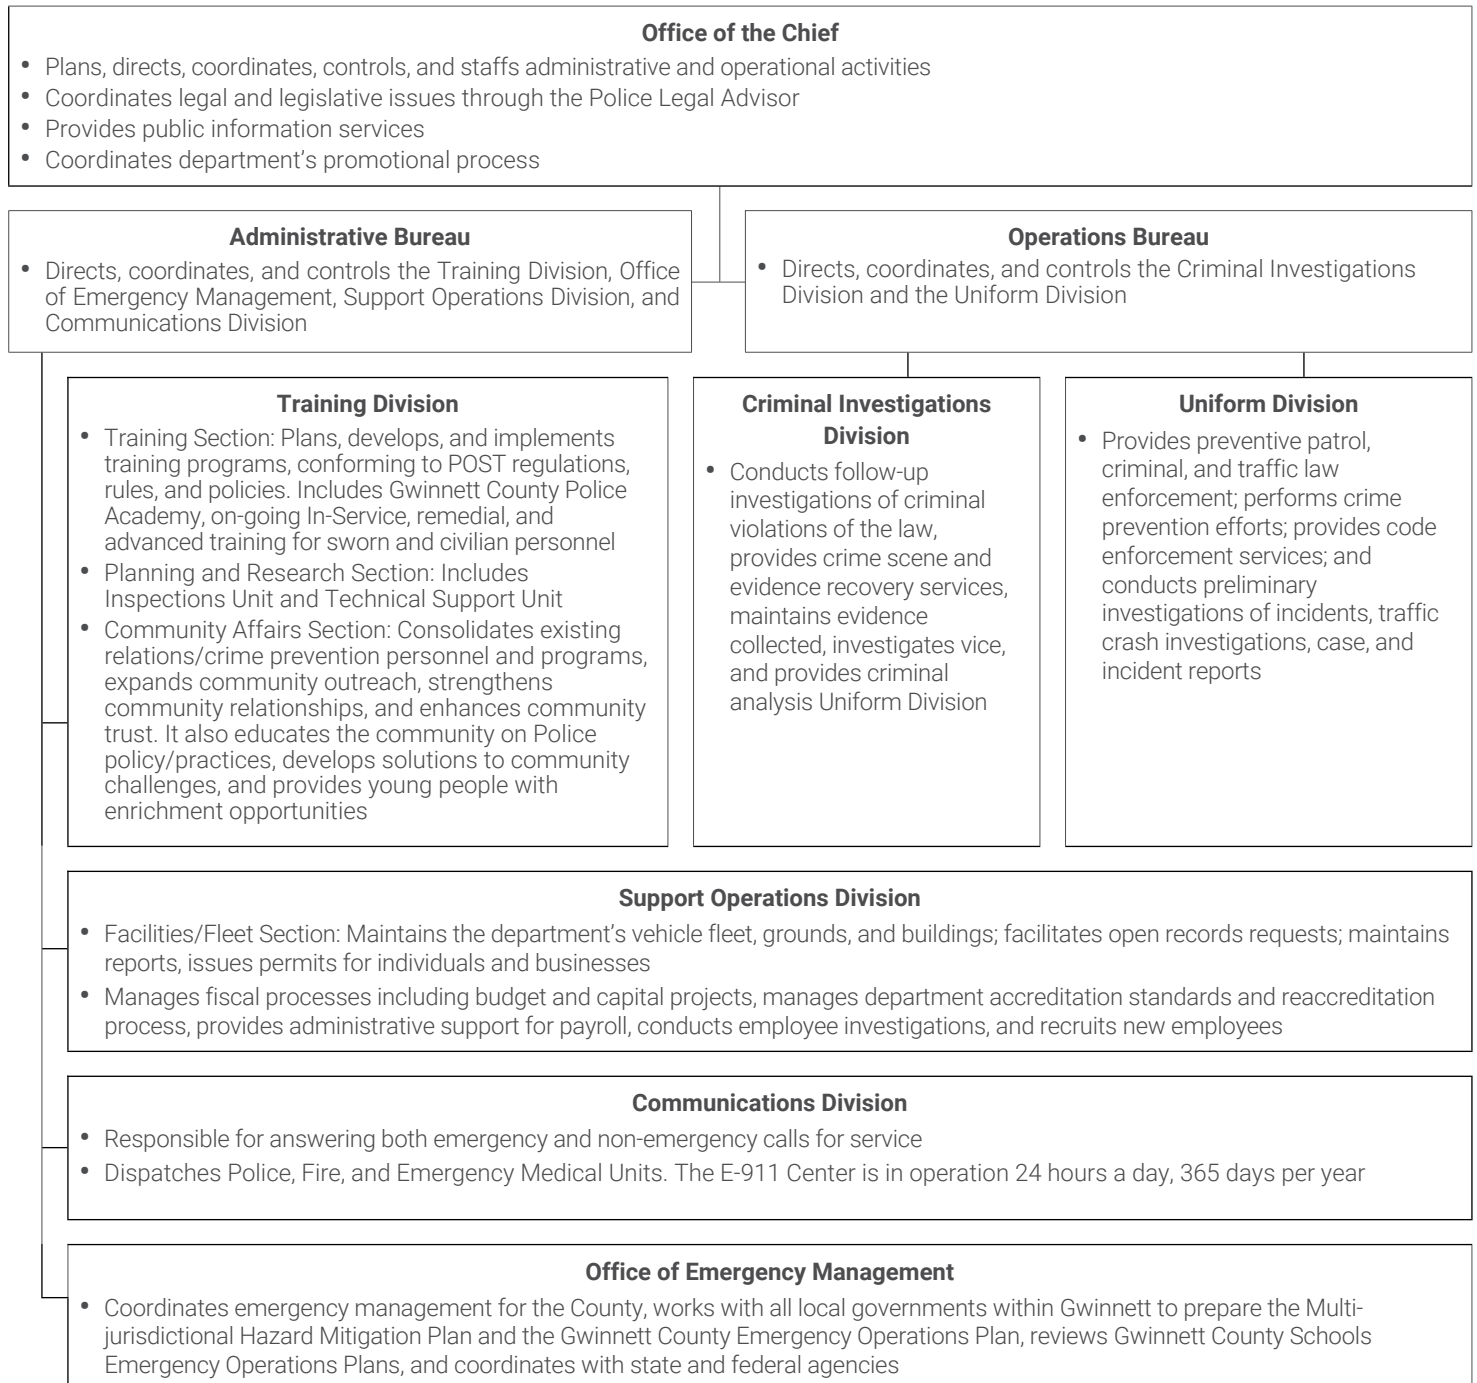 Office of the Chief
• Plans, directs, coordinates, controls, and staffs administrative and operational activities
• Coordinates legal and legislative issues through the Police Legal Advisor
• Provides public information services
• Coordinates department's promotional process
Administrative Bureau
• Directs, coordinates, and controls the Training Division, Office
of Emergency Management, Support Operations Division, and
Communications Division
Operations Bureau
• Directs, coordinates, and controls the Criminal Investigations
Division and the Uniform Division
Training Division
• Training Section: Plans, develops, and implements
training programs, conforming to POST regulations,
rules, and policies. Includes Gwinnett County Police
Academy, on-going In-Service, remedial, and
advanced training for sworn and civilian personnel
• Planning and Research Section: Includes
Inspections Unit and Technical Support Unit
• Community Affairs Section: Consolidates existing
relations/crime prevention personnel and programs,
expands community outreach, strengthens
community relationships, and enhances community
trust. It also educates the community on Police
policy/practices, develops solutions to community
challenges, and provides young people with
enrichment opportunities
Criminal Investigations
Division
• Conducts follow-up
investigations of criminal
violations of the law,
provides crime scene and
evidence recovery services,
maintains evidence
collected, investigates vice,
and provides criminal
analysis Uniform Division
Uniform Division
• Provides preventive patrol,
criminal, and traffic law
enforcement; performs crime
prevention efforts; provides code
enforcement services; and
conducts preliminary
investigations of incidents, traffic
crash investigations, case, and
incident reports
Support Operations Division
• Facilities/Fleet Section: Maintains the department's vehicle fleet, grounds, and buildings; facilitates open records requests; maintains
reports, issues permits for individuals and businesses
• Manages fiscal processes including budget and capital projects, manages department accreditation standards and reaccreditation
process, provides administrative support for payroll, conducts employee investigations, and recruits new employees
Communications Division
• Responsible for answering both emergency and non-emergency calls for service
• Dispatches Police, Fire, and Emergency Medical Units. The E-911 Center is in operation 24 hours a day, 365 days per year
Office of Emergency Management
• Coordinates emergency management for the County, works with all local governments within Gwinnett to prepare the Multi-
jurisdictional Hazard Mitigation Plan and the Gwinnett County Emergency Operations Plan, reviews Gwinnett County Schools
Emergency Operations Plans, and coordinates with state and federal agencies